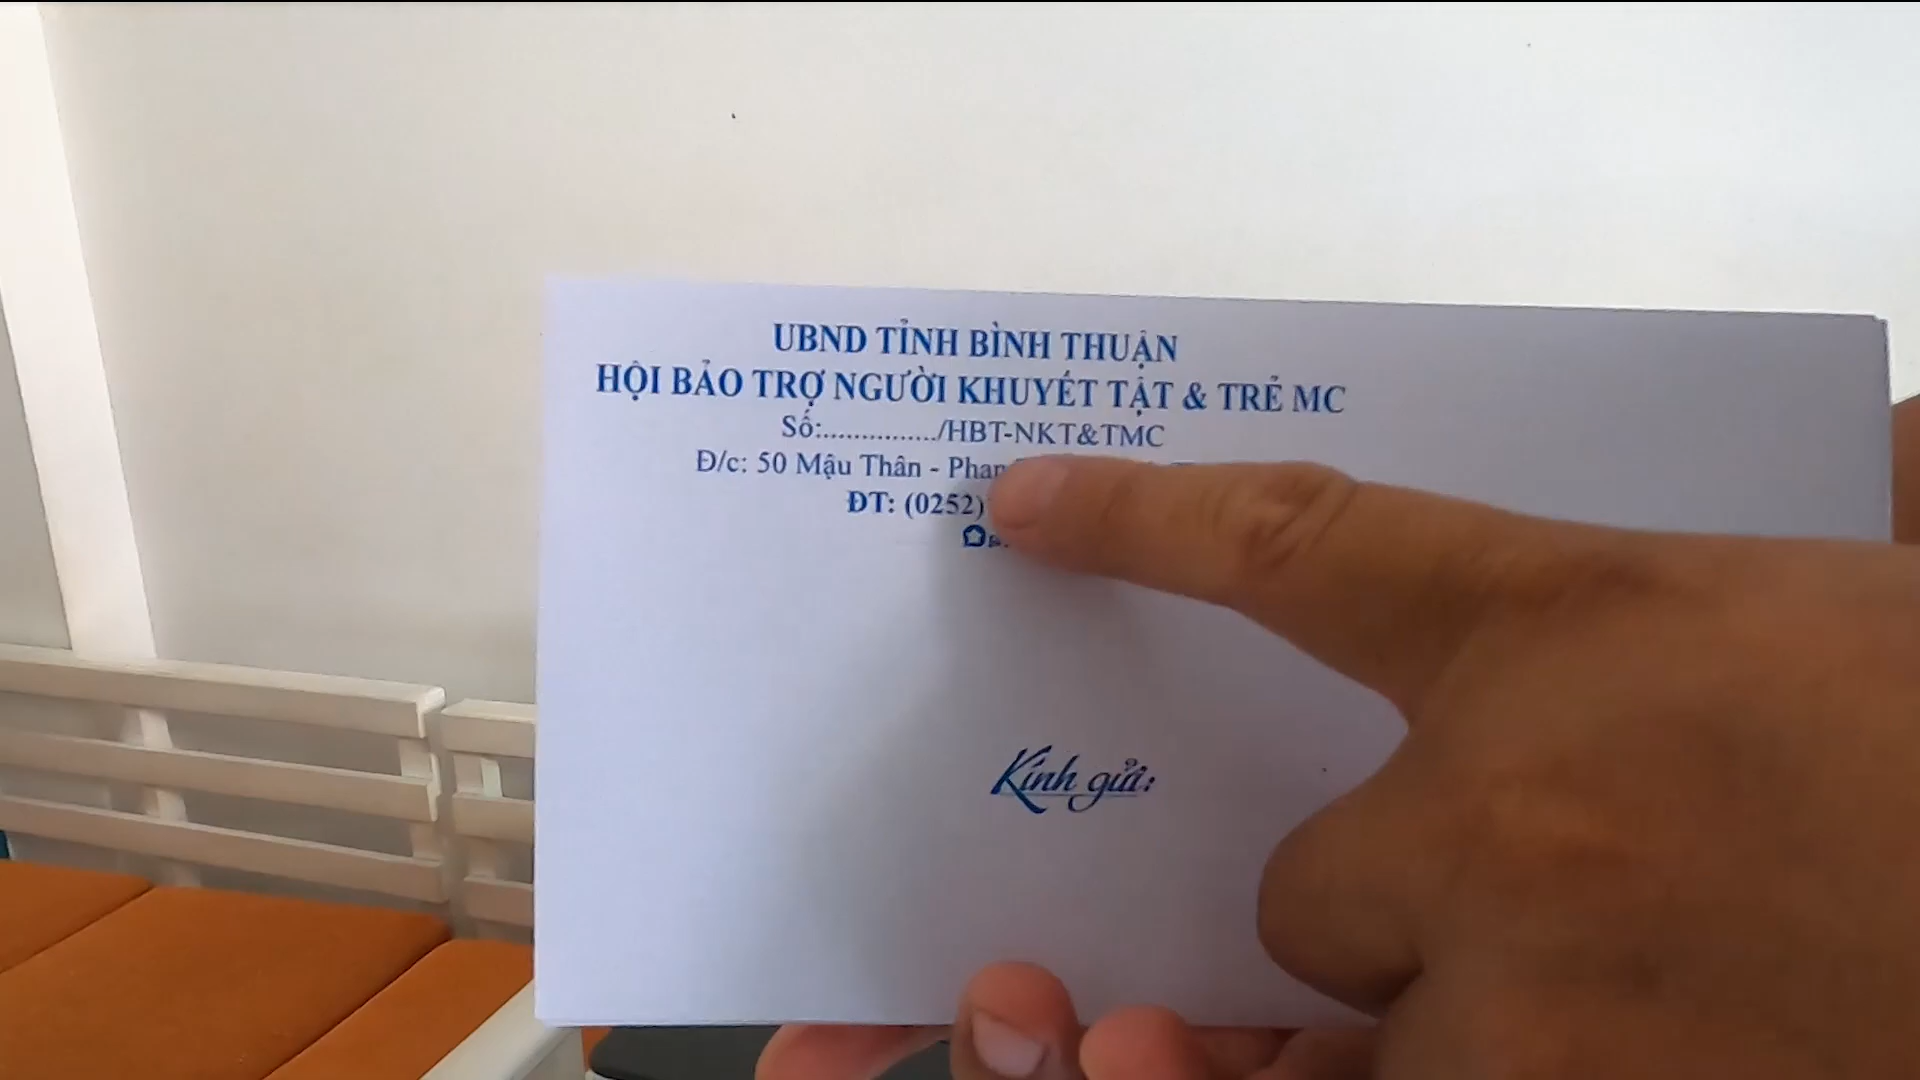 UBND TỈNH BÌNH THUẬN
HỘI BẢO TRỢ NGƯỜI KHUYẾT TẬT & TRẺ MC
Số:................/HBT-NKT&TMC
Đ/c: 50 Mậu Thân - Phan
ĐT: (0252)
Kính gửi: